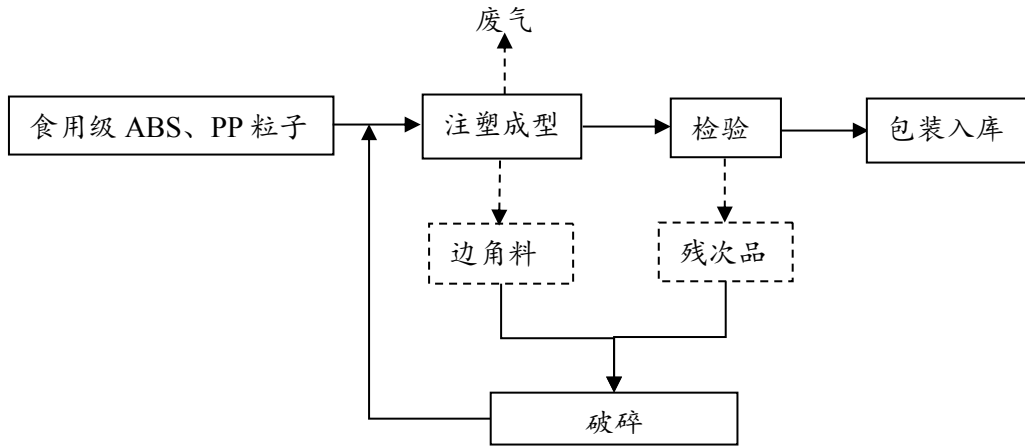 废气
食用级 ABS、PP 粒子
注塑成型
检验
包装入库
边角料
残次品
破碎